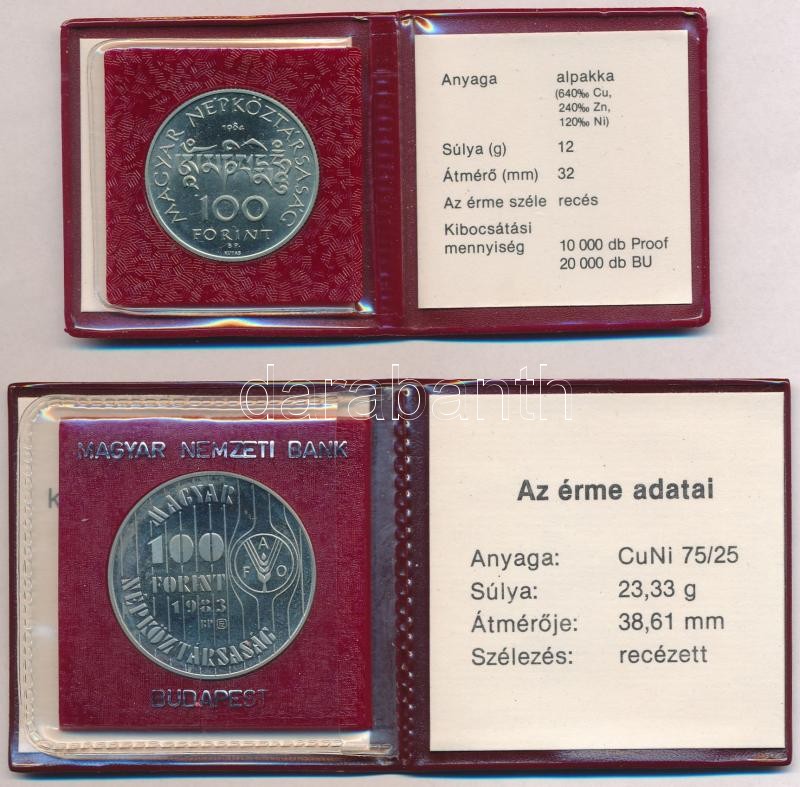 MAGYAR NÉPKÖZTÁRSASÁG
1984
100
FORINT
BP.
Anyaga alpakka
(640‰ Cu,
240‰ Zn,
120‰ Ni)
Súlya (g) 12
Átmérő (mm) 32
Az érme széle recés
Kibocsátási
mennyiség 10 000 db Proof
20 000 db BU
darabanth
MAGYAR NEMZETI BANK
MAGYAR
100
FORINT
1983
BP
NÉPKÖZTÁRSASÁG
F A O
BUDAPEST
K
Az érme adatai
Anyaga: CuNi 75/25
Súlya: 23,33 g
Átmérője: 38,61 mm
Szélezés: recézett